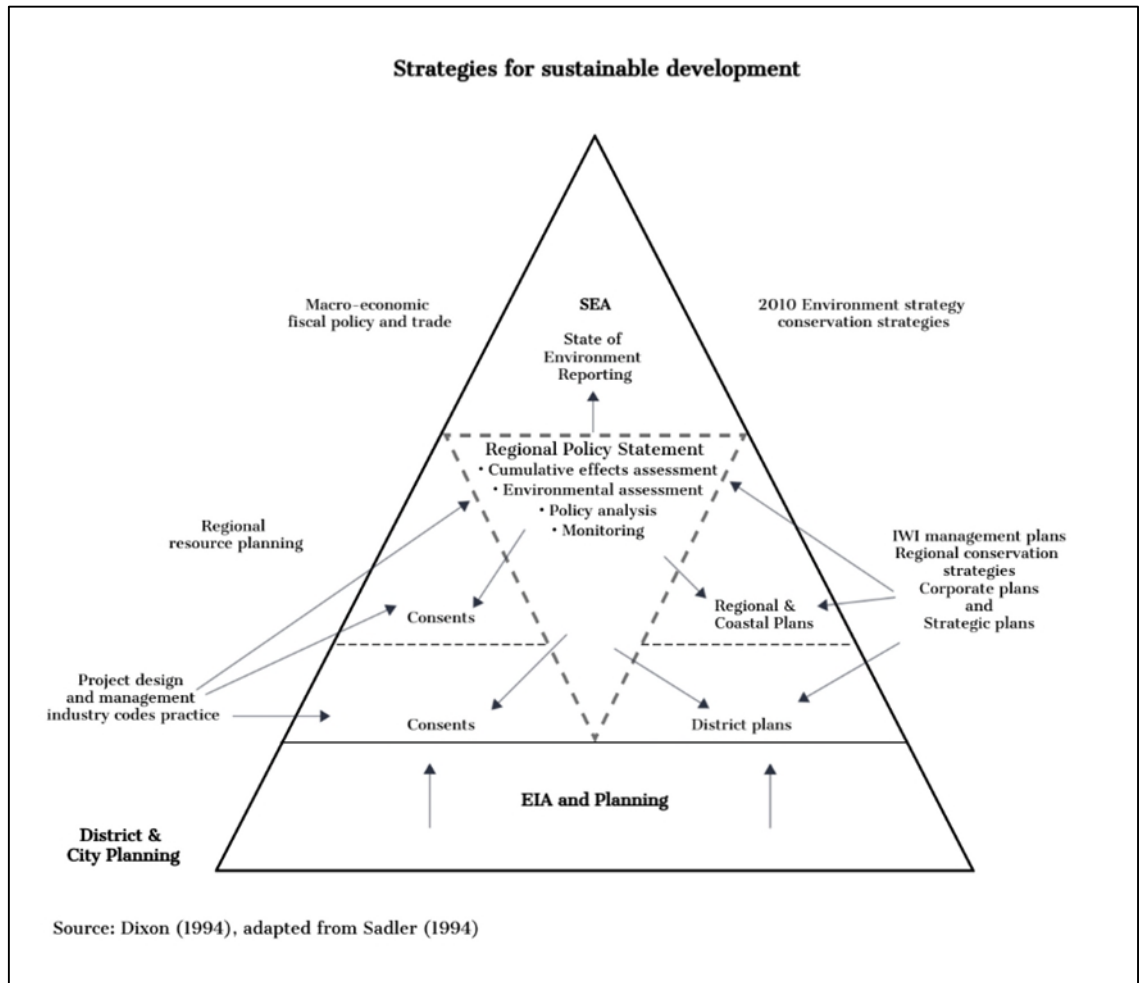 Strategies for sustainable development
Macro-economic
fiscal policy and trade
SEA
State of
Environment
Reporting
2010 Environment strategy
conservation strategies
Regional Policy Statement
• Cumulative effects assessment
• Environmental assessment
• Policy analysis
• Monitoring
Regional
resource planning
IWI management plans
Regional conservation
strategies
Corporate plans
and
Strategic plans
Consents
Regional &
Coastal Plans
Project design
and management
industry codes practice
Consents
District plans
EIA and Planning
District &
City Planning
Source: Dixon (1994), adapted from Sadler (1994)